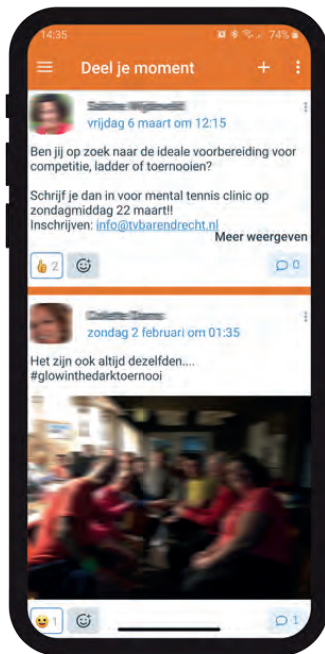 14:35
74%
Deel je moment
vrijdag 6 maart om 12:15
Ben jij op zoek naar de ideale voorbereiding voor
competitie, ladder of toernooien?
Schrijf je dan in voor mental tennis clinic op
zondagmiddag 22 maart!!
Inschrijven: info@tvbarendrecht.nl
Meer weergeven
2
0
zondag 2 februari om 01:35
Het zijn ook altijd dezelfden....
#glowinthedarktoernooi
1
1